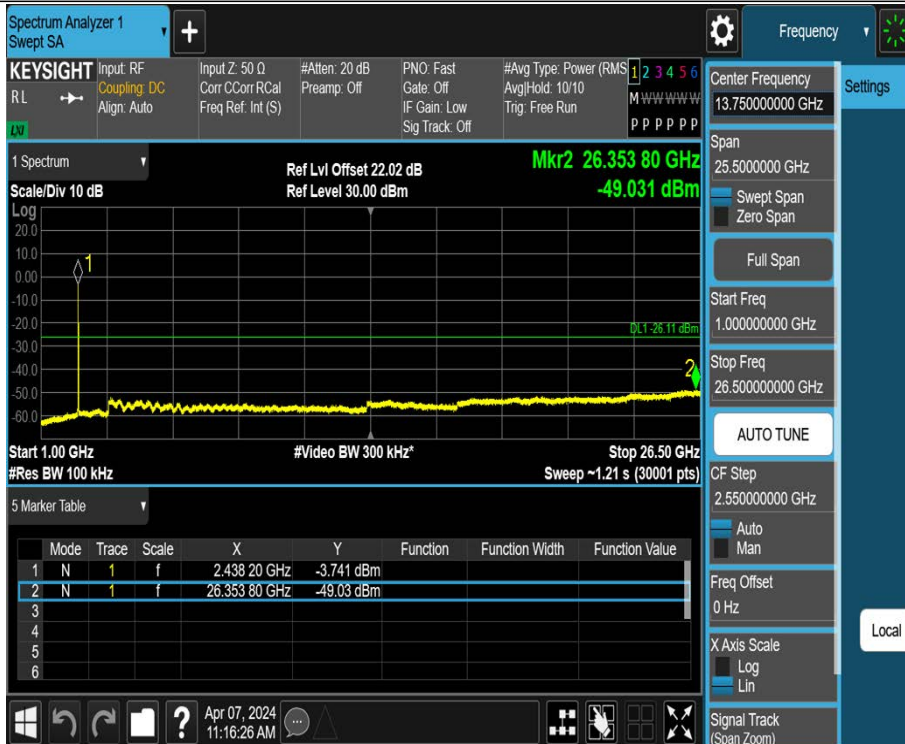 Spectrum Analyzer 1
Swept SA
+
Frequency
KEYSIGHT
RL
LXI
Input: RF
Coupling: DC
Align: Auto
Input Z: 50 Ω
Corr CCorr RCal
Freq Ref: Int (S)
#Atten: 20 dB
Preamp: Off
PNO: Fast
Gate: Off
IF Gain: Low
Sig Track: Off
#Avg Type: Power (RMS
Avg|Hold: 10/10
Trig: Free Run
1 2 3 4 5 6
M W W W W W
P P P P P P
1 Spectrum
Scale/Div 10 dB
Ref Lvl Offset 22.02 dB
Ref Level 30.00 dBm
Mkr2 26.353 80 GHz
-49.031 dBm
Log
20.0
10.0
0.00
-10.0
-20.0
-30.0
-40.0
-50.0
-60.0
1
DL1 -26.11 dBm
2
Start 1.00 GHz
#Res BW 100 kHz
#Video BW 300 kHz*
Stop 26.50 GHz
Sweep ~1.21 s (30001 pts)
5 Marker Table
Mode Trace Scale X Y Function Function Width Function Value
1 N 1 f 2.438 20 GHz -3.741 dBm
2 N 1 f 26.353 80 GHz -49.03 dBm
3
4
5
6
?
Apr 07, 2024
11:16:26 AM
Center Frequency
13.750000000 GHz
Settings
Span
25.5000000 GHz
Swept Span
Zero Span
Full Span
Start Freq
1.000000000 GHz
Stop Freq
26.500000000 GHz
AUTO TUNE
CF Step
2.550000000 GHz
Auto
Man
Freq Offset
0 Hz
Local
X Axis Scale
Log
Lin
Signal Track
(Span Zoom)